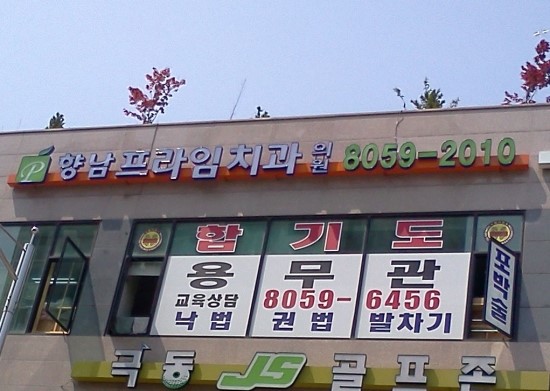 P 향남프라임치과의원 8059-2010
합기도
용무관
교육상담 8059-6456
낙법 권법 발차기
포박술
극동 JS 골프존